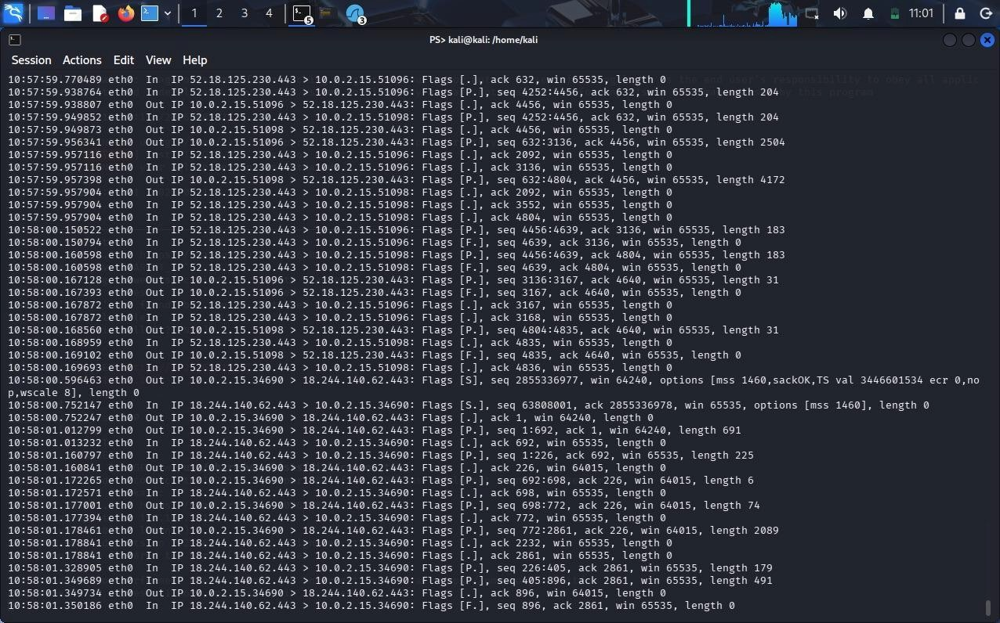 1 2 3 4 5 3 11:01
PS> kali@kali: /home/kali
Session Actions Edit View Help
10:57:59.770489 eth0  In  IP 52.18.125.230.443 > 10.0.2.15.51096: Flags [.], ack 632, win 65535, length 0
10:57:59.938764 eth0  In  IP 52.18.125.230.443 > 10.0.2.15.51096: Flags [P.], seq 4252:4456, ack 632, win 65535, length 204
10:57:59.938807 eth0  Out IP 10.0.2.15.51096 > 52.18.125.230.443: Flags [.], ack 4456, win 65535, length 0
10:57:59.949852 eth0  In  IP 52.18.125.230.443 > 10.0.2.15.51098: Flags [P.], seq 4252:4456, ack 632, win 65535, length 204
10:57:59.949873 eth0  Out IP 10.0.2.15.51098 > 52.18.125.230.443: Flags [.], ack 4456, win 65535, length 0
10:57:59.956341 eth0  Out IP 10.0.2.15.51096 > 52.18.125.230.443: Flags [P.], seq 632:3136, ack 4456, win 65535, length 2504
10:57:59.957116 eth0  In  IP 52.18.125.230.443 > 10.0.2.15.51096: Flags [.], ack 2092, win 65535, length 0
10:57:59.957116 eth0  In  IP 52.18.125.230.443 > 10.0.2.15.51096: Flags [.], ack 3136, win 65535, length 0
10:57:59.957398 eth0  Out IP 10.0.2.15.51098 > 52.18.125.230.443: Flags [P.], seq 632:4804, ack 4456, win 65535, length 4172
10:57:59.957904 eth0  In  IP 52.18.125.230.443 > 10.0.2.15.51098: Flags [.], ack 2092, win 65535, length 0
10:57:59.957904 eth0  In  IP 52.18.125.230.443 > 10.0.2.15.51098: Flags [.], ack 3552, win 65535, length 0
10:57:59.957904 eth0  In  IP 52.18.125.230.443 > 10.0.2.15.51098: Flags [.], ack 4804, win 65535, length 0
10:58:00.150522 eth0  In  IP 52.18.125.230.443 > 10.0.2.15.51096: Flags [P.], seq 4456:4639, ack 3136, win 65535, length 183
10:58:00.150794 eth0  In  IP 52.18.125.230.443 > 10.0.2.15.51096: Flags [F.], seq 4639, ack 3136, win 65535, length 0
10:58:00.160598 eth0  In  IP 52.18.125.230.443 > 10.0.2.15.51098: Flags [P.], seq 4456:4639, ack 4804, win 65535, length 183
10:58:00.160598 eth0  In  IP 52.18.125.230.443 > 10.0.2.15.51098: Flags [F.], seq 4639, ack 4804, win 65535, length 0
10:58:00.167128 eth0  Out IP 10.0.2.15.51096 > 52.18.125.230.443: Flags [P.], seq 3136:3167, ack 4640, win 65535, length 31
10:58:00.167393 eth0  Out IP 10.0.2.15.51096 > 52.18.125.230.443: Flags [F.], seq 3167, ack 4640, win 65535, length 0
10:58:00.167872 eth0  In  IP 52.18.125.230.443 > 10.0.2.15.51096: Flags [.], ack 3167, win 65535, length 0
10:58:00.167872 eth0  In  IP 52.18.125.230.443 > 10.0.2.15.51096: Flags [.], ack 3168, win 65535, length 0
10:58:00.168560 eth0  Out IP 10.0.2.15.51098 > 52.18.125.230.443: Flags [P.], seq 4804:4835, ack 4640, win 65535, length 31
10:58:00.168959 eth0  In  IP 52.18.125.230.443 > 10.0.2.15.51098: Flags [.], ack 4835, win 65535, length 0
10:58:00.169102 eth0  Out IP 10.0.2.15.51098 > 52.18.125.230.443: Flags [F.], seq 4835, ack 4640, win 65535, length 0
10:58:00.169693 eth0  In  IP 52.18.125.230.443 > 10.0.2.15.51098: Flags [.], ack 4836, win 65535, length 0
10:58:00.596463 eth0  Out IP 10.0.2.15.34690 > 18.244.140.62.443: Flags [S], seq 2855336977, win 64240, options [mss 1460,sackOK,TS val 3446601534 ecr 0,no
p,wscale 8], length 0
10:58:00.752147 eth0  In  IP 18.244.140.62.443 > 10.0.2.15.34690: Flags [S.], seq 63808001, ack 2855336978, win 65535, options [mss 1460], length 0
10:58:00.752247 eth0  Out IP 10.0.2.15.34690 > 18.244.140.62.443: Flags [.], ack 1, win 64240, length 0
10:58:01.012799 eth0  Out IP 10.0.2.15.34690 > 18.244.140.62.443: Flags [P.], seq 1:692, ack 1, win 64240, length 691
10:58:01.013232 eth0  In  IP 18.244.140.62.443 > 10.0.2.15.34690: Flags [.], ack 692, win 65535, length 0
10:58:01.160797 eth0  In  IP 18.244.140.62.443 > 10.0.2.15.34690: Flags [P.], seq 1:226, ack 692, win 65535, length 225
10:58:01.160841 eth0  Out IP 10.0.2.15.34690 > 18.244.140.62.443: Flags [.], ack 226, win 64015, length 0
10:58:01.172265 eth0  Out IP 10.0.2.15.34690 > 18.244.140.62.443: Flags [P.], seq 692:698, ack 226, win 64015, length 6
10:58:01.172571 eth0  In  IP 18.244.140.62.443 > 10.0.2.15.34690: Flags [.], ack 698, win 65535, length 0
10:58:01.177001 eth0  Out IP 10.0.2.15.34690 > 18.244.140.62.443: Flags [P.], seq 698:772, ack 226, win 64015, length 74
10:58:01.177394 eth0  In  IP 18.244.140.62.443 > 10.0.2.15.34690: Flags [.], ack 772, win 65535, length 0
10:58:01.178461 eth0  Out IP 10.0.2.15.34690 > 18.244.140.62.443: Flags [P.], seq 772:2861, ack 226, win 64015, length 2089
10:58:01.178841 eth0  In  IP 18.244.140.62.443 > 10.0.2.15.34690: Flags [.], ack 2232, win 65535, length 0
10:58:01.178841 eth0  In  IP 18.244.140.62.443 > 10.0.2.15.34690: Flags [.], ack 2861, win 65535, length 0
10:58:01.328905 eth0  In  IP 18.244.140.62.443 > 10.0.2.15.34690: Flags [P.], seq 226:405, ack 2861, win 65535, length 179
10:58:01.349689 eth0  In  IP 18.244.140.62.443 > 10.0.2.15.34690: Flags [P.], seq 405:896, ack 2861, win 65535, length 491
10:58:01.349734 eth0  Out IP 10.0.2.15.34690 > 18.244.140.62.443: Flags [.], ack 896, win 64015, length 0
10:58:01.350186 eth0  In  IP 18.244.140.62.443 > 10.0.2.15.34690: Flags [F.], seq 896, ack 2861, win 65535, length 0